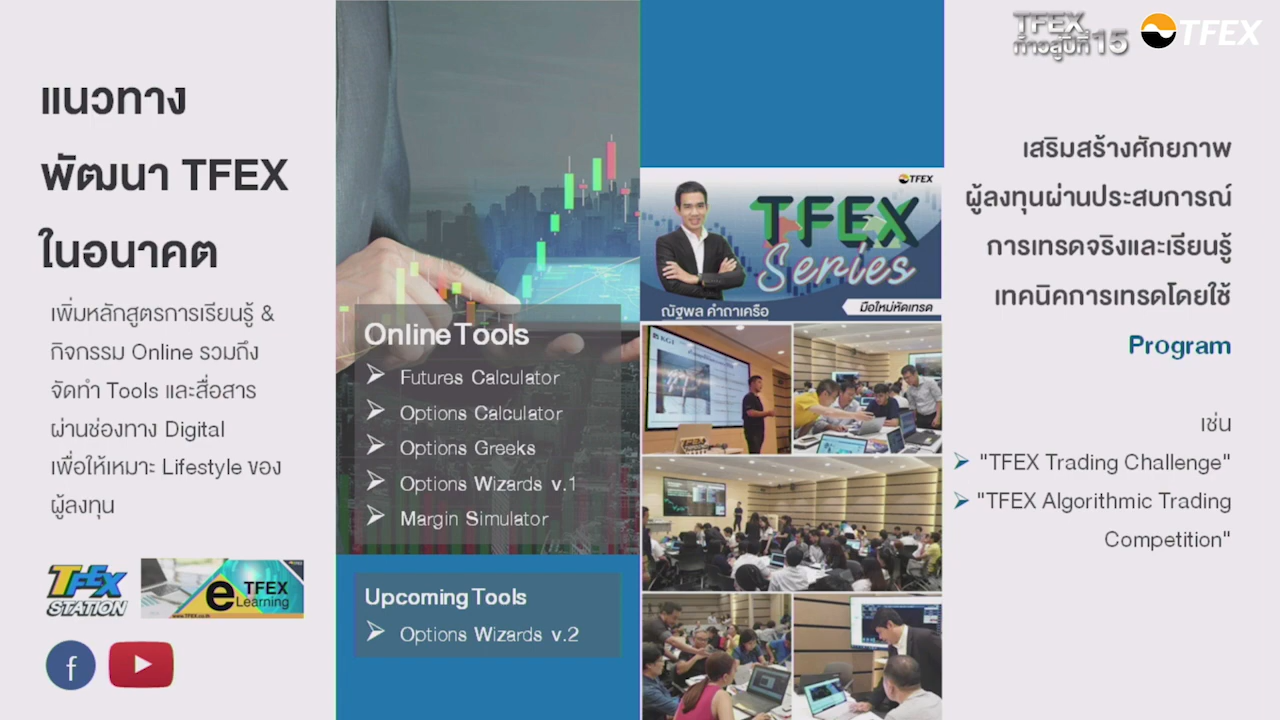 แนวทาง
พัฒนา TFEX
ในอนาคต
เพิ่มหลักสูตรการเรียนรู้ &
กิจกรรม Online รวมถึง
จัดทำ Tools และสื่อสาร
ผ่านช่องทาง Digital
เพื่อให้เหมาะ Lifestyle ของ
ผู้ลงทุน
TFEX
STATION
e TFEX
Learning
www.TFEX.co.th
f
Online Tools
➤ Futures Calculator
➤ Options Calculator
➤ Options Greeks
➤ Options Wizards v.1
➤ Margin Simulator
Upcoming Tools
➤ Options Wizards v.2
TFEX
TFEX
Series
ณัฐพล คำถาเครือ
มือใหม่หัดเทรด
KGI
TFEX
ก้าวสู่ปีที่ 15
TFEX
เสริมสร้างศักยภาพ
ผู้ลงทุนผ่านประสบการณ์
การเทรดจริงและเรียนรู้
เทคนิคการเทรดโดยใช้
Program
เช่น
➤ "TFEX Trading Challenge"
➤ "TFEX Algorithmic Trading
Competition"